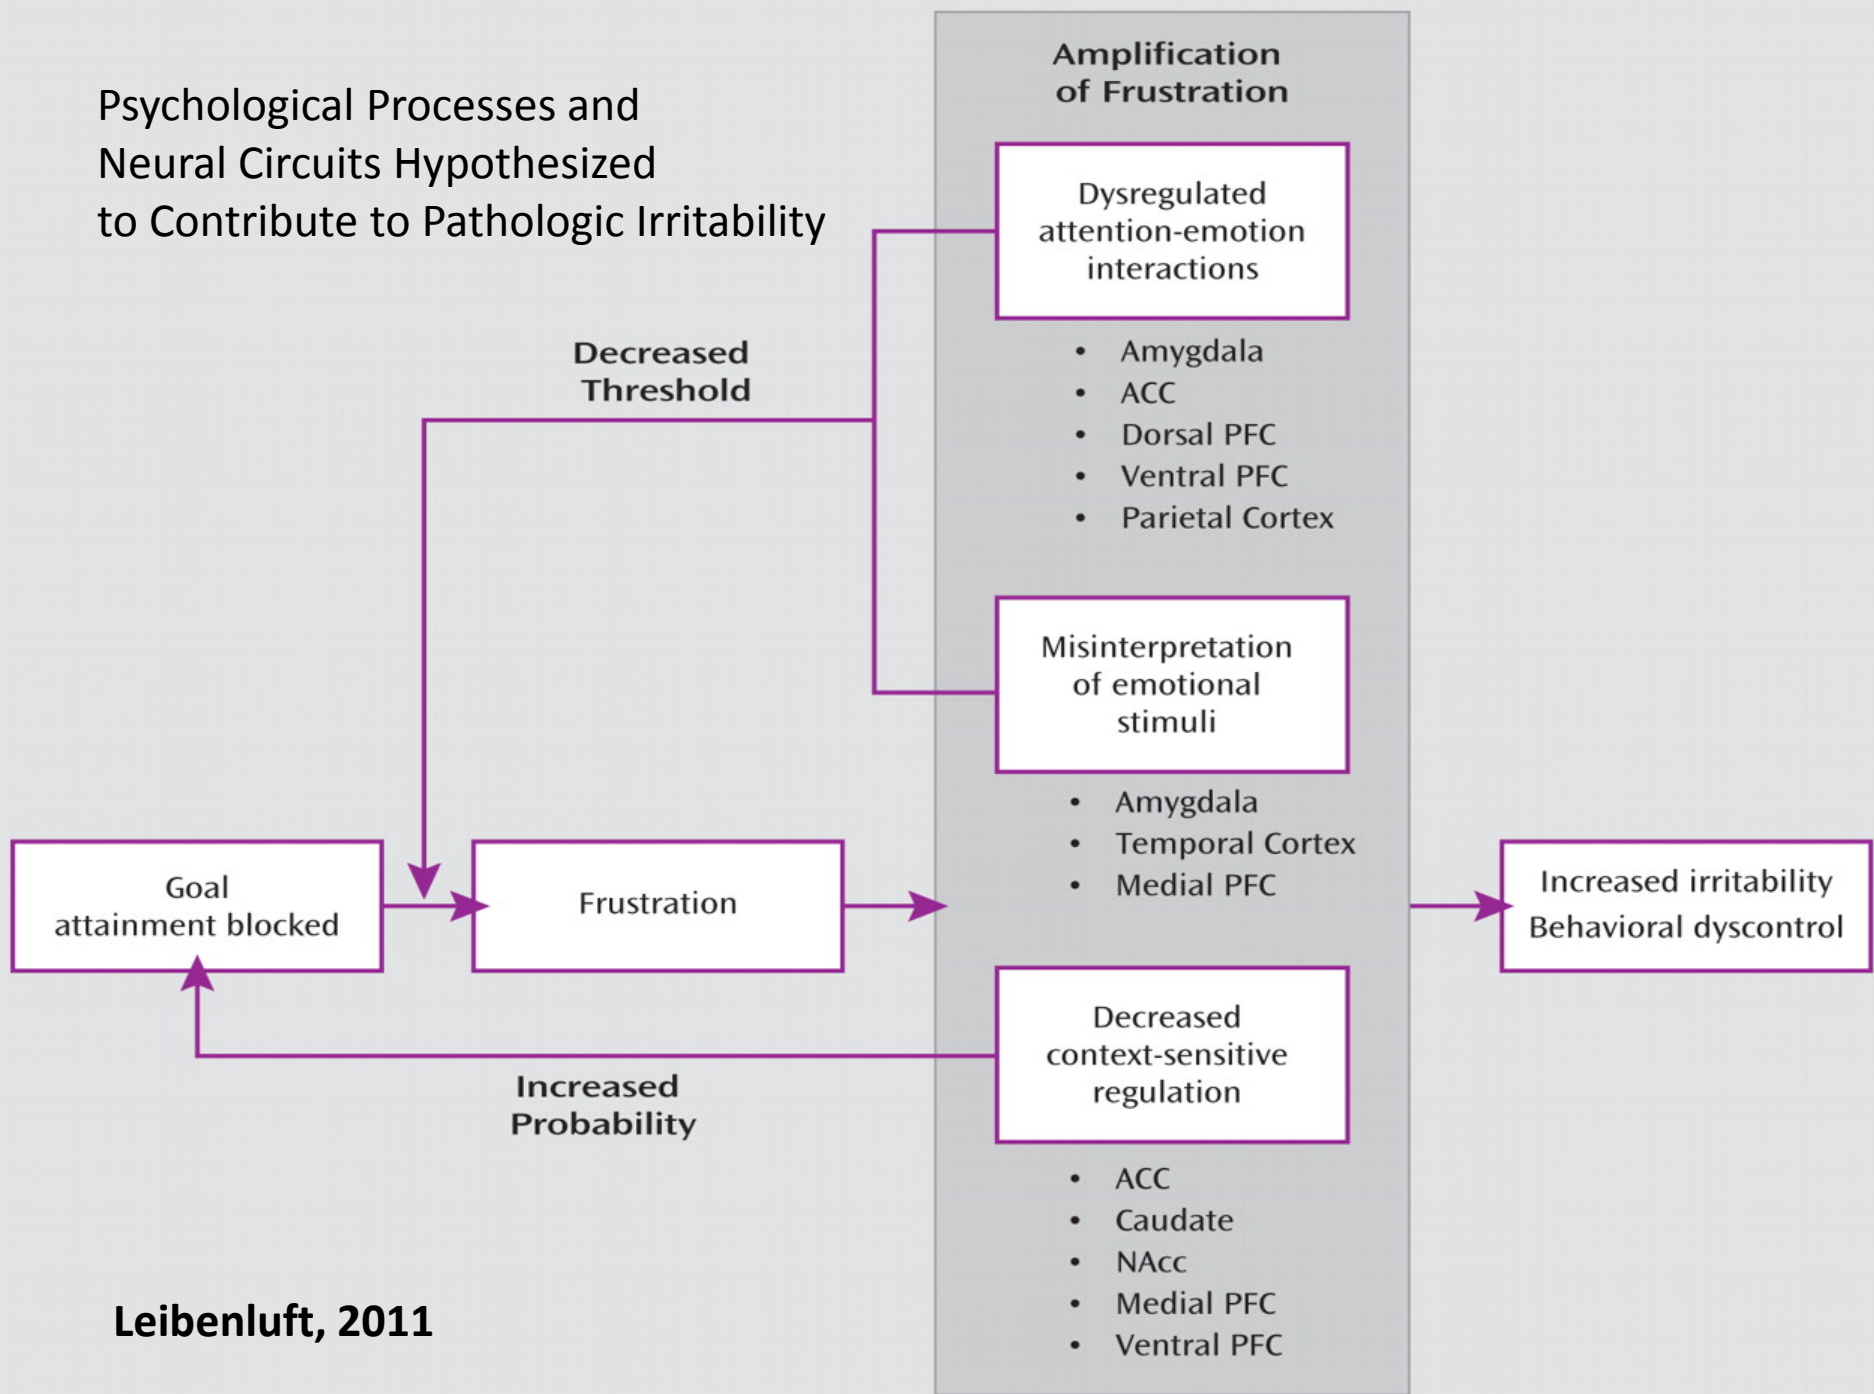 Psychological Processes and
Neural Circuits Hypothesized
to Contribute to Pathologic Irritability
Amplification
of Frustration
Dysregulated
attention-emotion
interactions
• Amygdala
• ACC
• Dorsal PFC
• Ventral PFC
• Parietal Cortex
Decreased
Threshold
Misinterpretation
of emotional
stimuli
• Amygdala
• Temporal Cortex
• Medial PFC
Goal
attainment blocked
Frustration
Increased irritability
Behavioral dyscontrol
Decreased
context-sensitive
regulation
Increased
Probability
• ACC
• Caudate
• NAcc
• Medial PFC
• Ventral PFC
Leibenluft, 2011